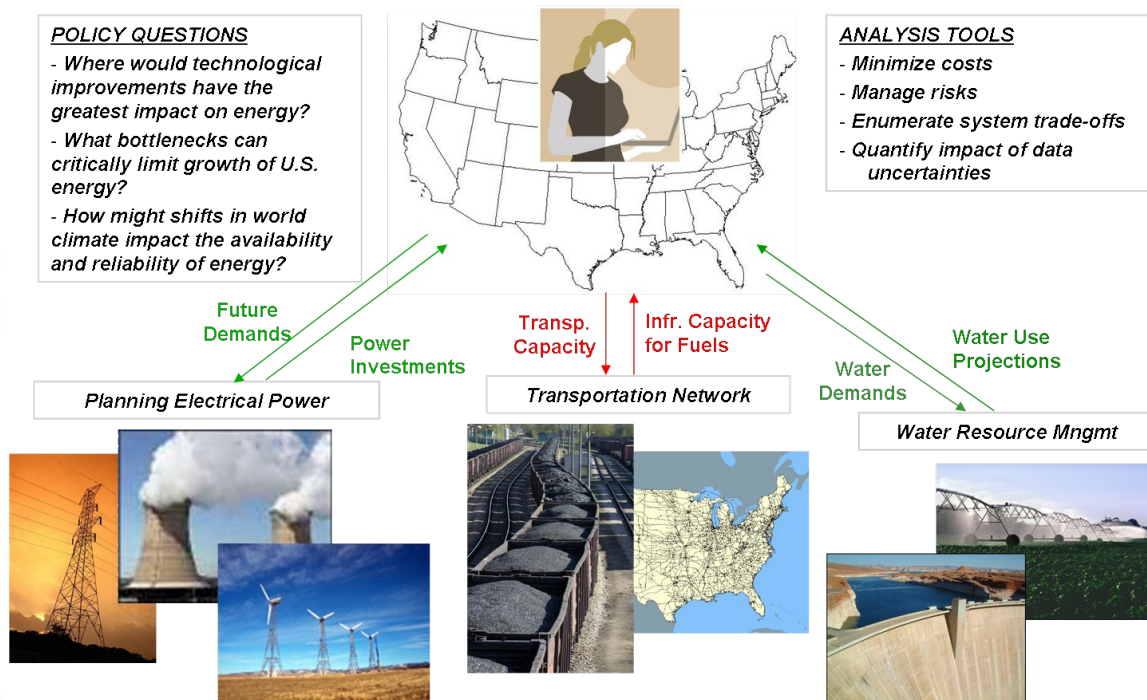 POLICY QUESTIONS
- Where would technological
improvements have the
greatest impact on energy?
- What bottlenecks can
critically limit growth of U.S.
energy?
- How might shifts in world
climate impact the availability
and reliability of energy?
ANALYSIS TOOLS
- Minimize costs
- Manage risks
- Enumerate system trade-offs
- Quantify impact of data
uncertainties
Future
Demands
Power
Investments
Transp.
Capacity
Infr. Capacity
for Fuels
Water Use
Projections
Water
Demands
Planning Electrical Power
Transportation Network
Water Resource Mngmt